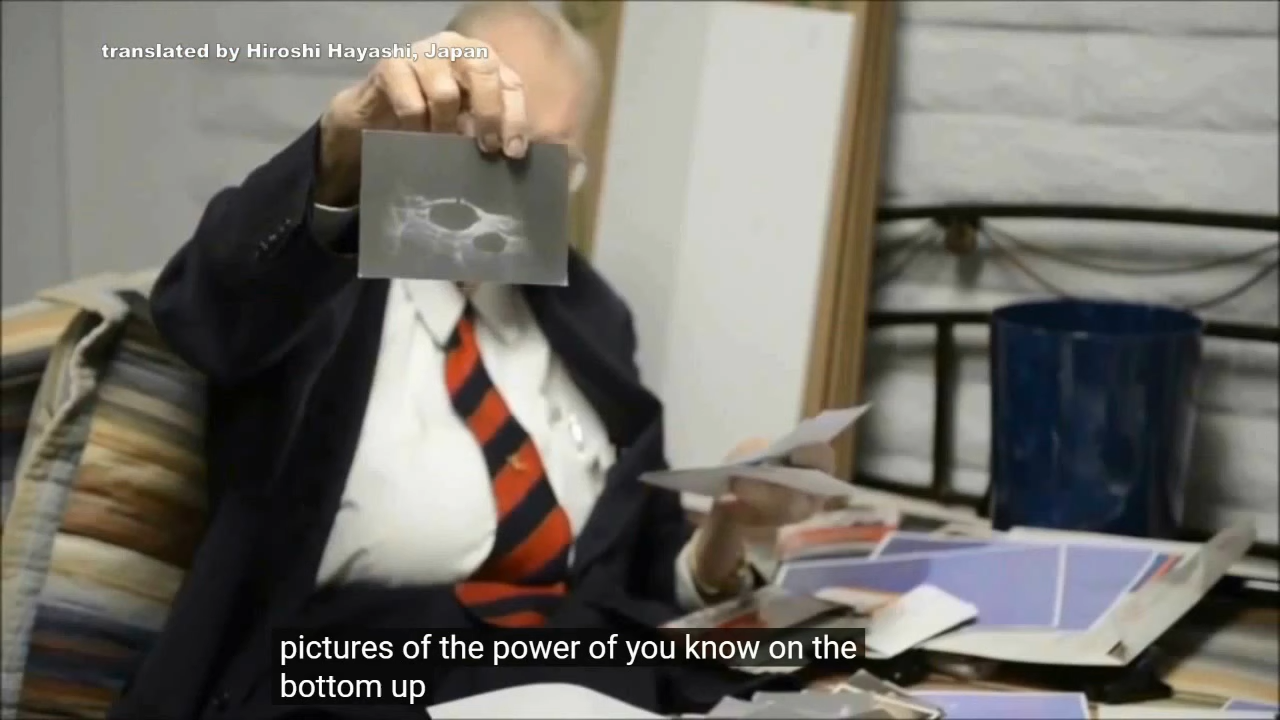 translated by Hiroshi Hayashi, Japan
pictures of the power of you know on the
bottom up